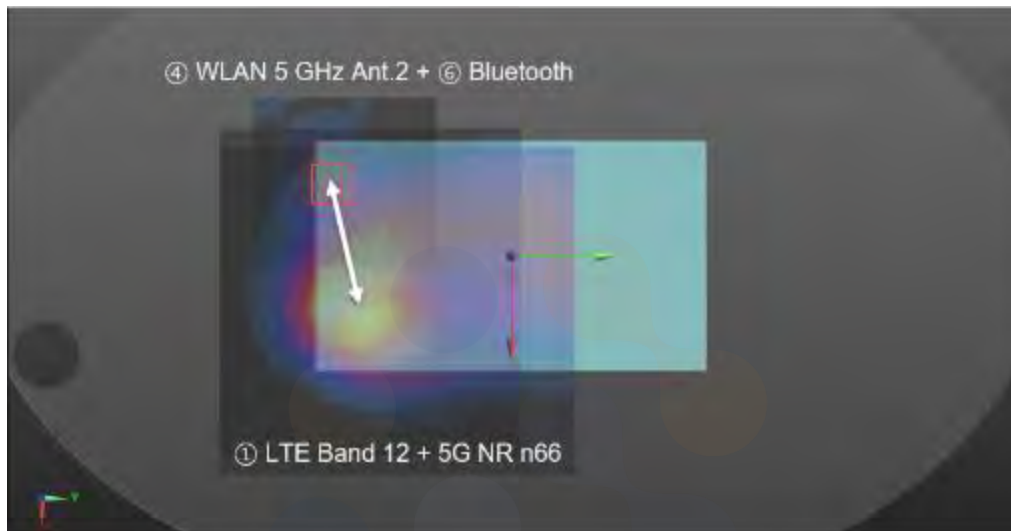 ④ WLAN 5 GHz Ant.2 + ⑥ Bluetooth
① LTE Band 12 + 5G NR n66
Y